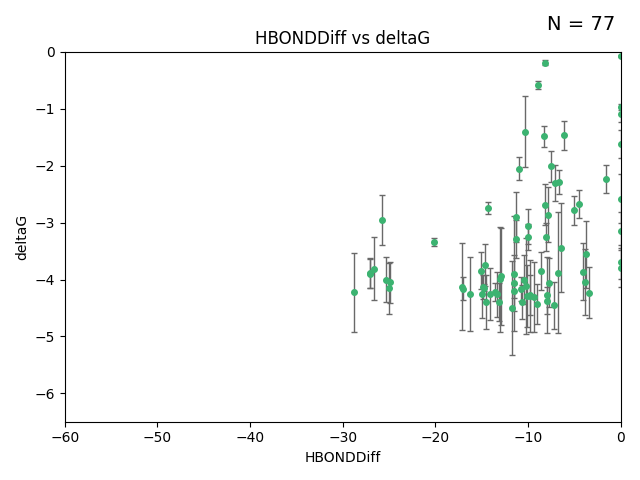 N = 77
HBONDDiff vs deltaG
0
−1
−2
−3
−4
−5
−6
deltaG
−60 −50 −40 −30 −20 −10 0
HBONDDiff